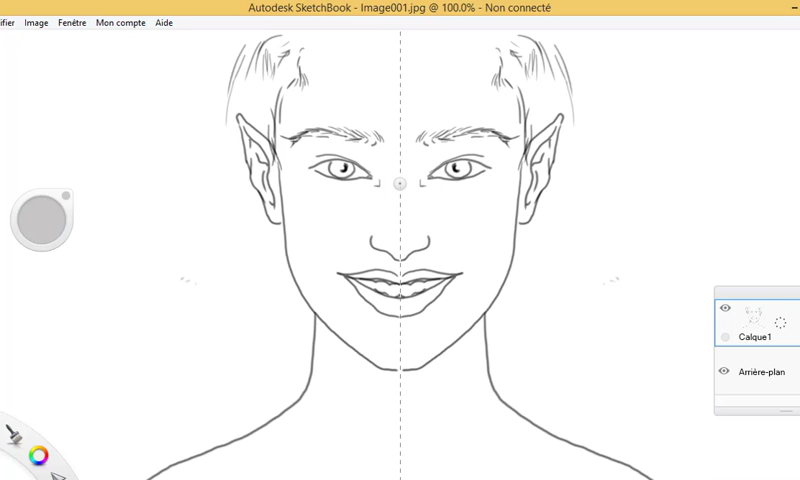 Autodesk SketchBook - Image001.jpg @ 100.0% - Non connecté
ifier Image Fenêtre Mon compte Aide
Calque1
Arrière-plan